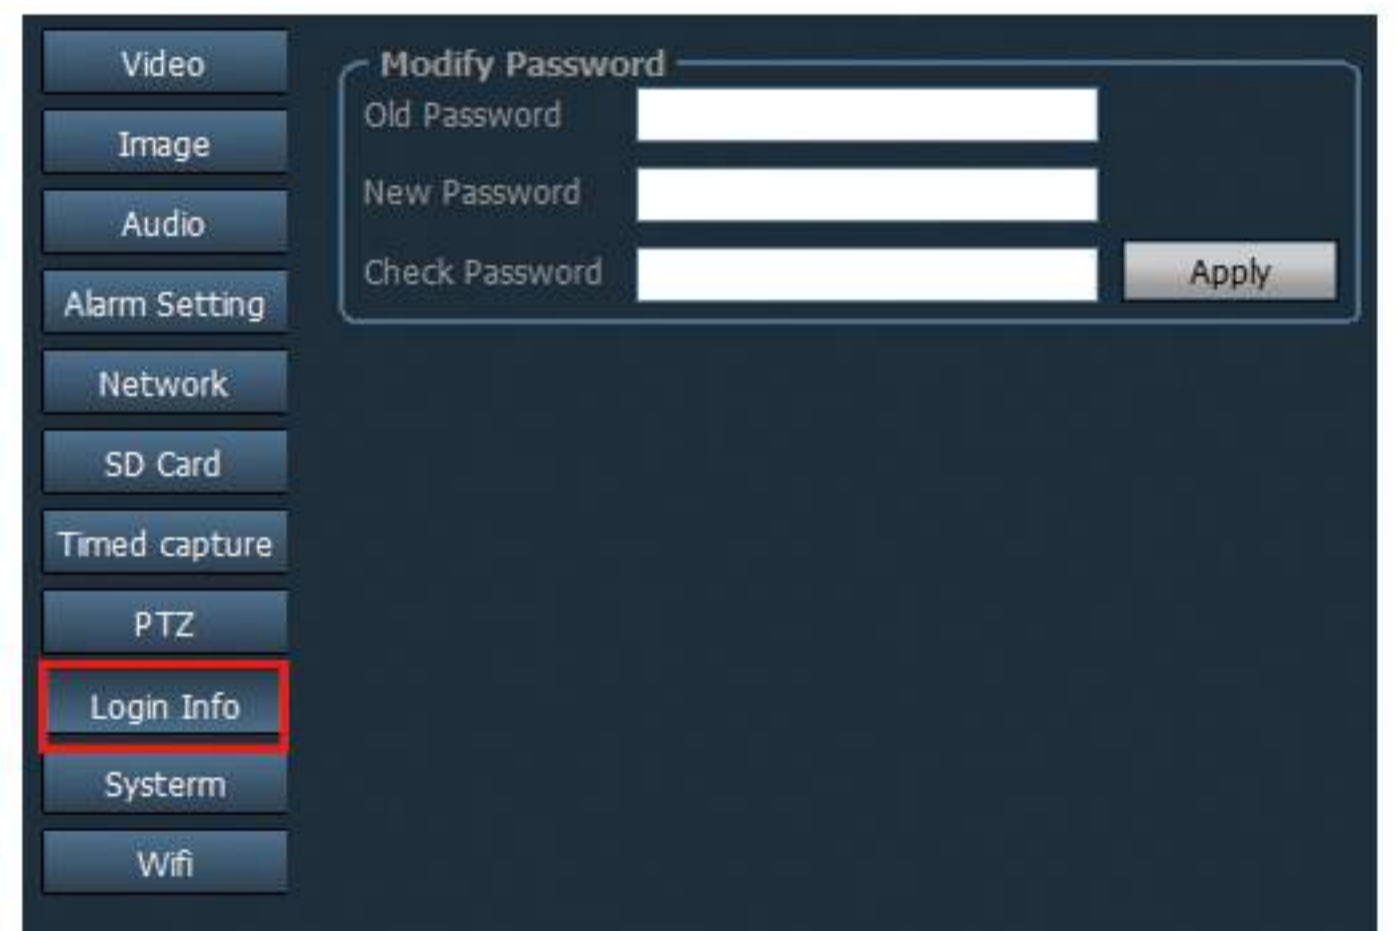 Video
Image
Audio
Alarm Setting
Network
SD Card
Timed capture
PTZ
Login Info
Systerm
Wifi
Modify Password
Old Password
New Password
Check Password
Apply